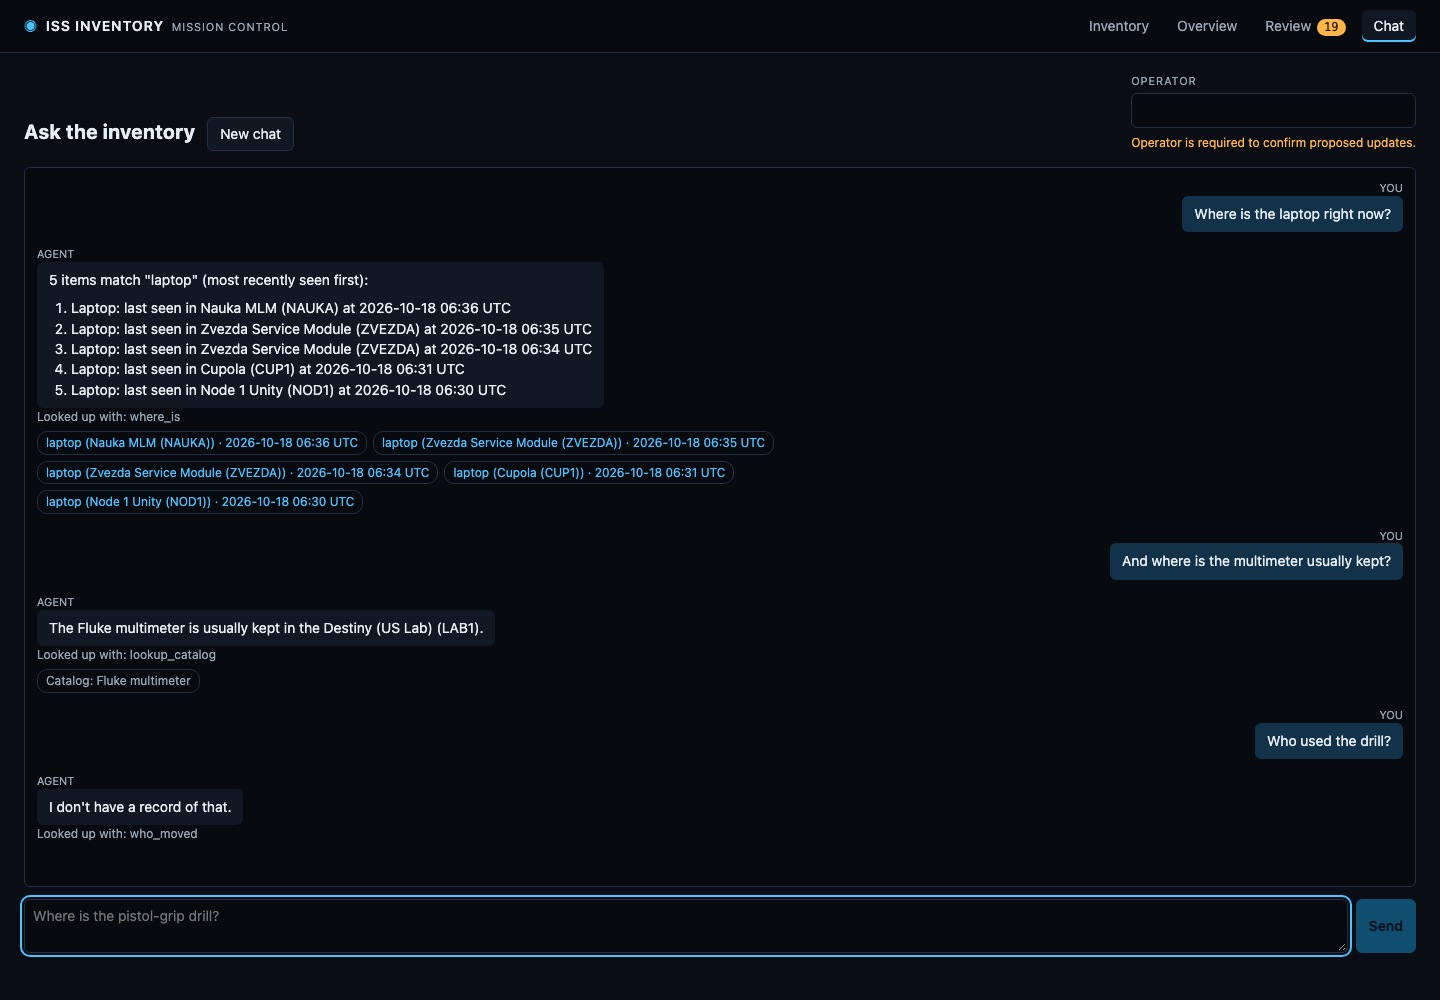 ISS INVENTORY MISSION CONTROL
Inventory
Overview
Review 19
Chat
OPERATOR
Operator is required to confirm proposed updates.
Ask the inventory
New chat
YOU
Where is the laptop right now?
AGENT
5 items match "laptop" (most recently seen first):
1. Laptop: last seen in Nauka MLM (NAUKA) at 2026-10-18 06:36 UTC
2. Laptop: last seen in Zvezda Service Module (ZVEZDA) at 2026-10-18 06:35 UTC
3. Laptop: last seen in Zvezda Service Module (ZVEZDA) at 2026-10-18 06:34 UTC
4. Laptop: last seen in Cupola (CUP1) at 2026-10-18 06:31 UTC
5. Laptop: last seen in Node 1 Unity (NOD1) at 2026-10-18 06:30 UTC
Looked up with: where_is
laptop (Nauka MLM (NAUKA)) · 2026-10-18 06:36 UTC
laptop (Zvezda Service Module (ZVEZDA)) · 2026-10-18 06:35 UTC
laptop (Zvezda Service Module (ZVEZDA)) · 2026-10-18 06:34 UTC
laptop (Cupola (CUP1)) · 2026-10-18 06:31 UTC
laptop (Node 1 Unity (NOD1)) · 2026-10-18 06:30 UTC
YOU
And where is the multimeter usually kept?
AGENT
The Fluke multimeter is usually kept in the Destiny (US Lab) (LAB1).
Looked up with: lookup_catalog
Catalog: Fluke multimeter
YOU
Who used the drill?
AGENT
I don't have a record of that.
Looked up with: who_moved
Where is the pistol-grip drill?
Send